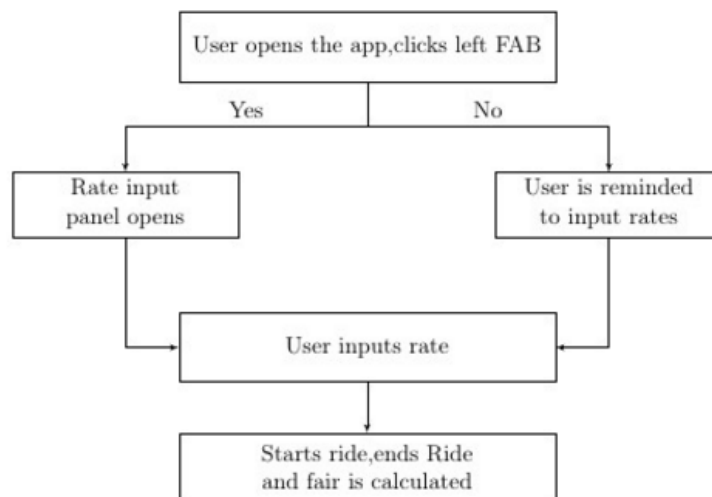 User opens the app,clicks left FAB
Yes
No
Rate input
panel opens
User is reminded
to input rates
User inputs rate
Starts ride,ends Ride
and fair is calculated